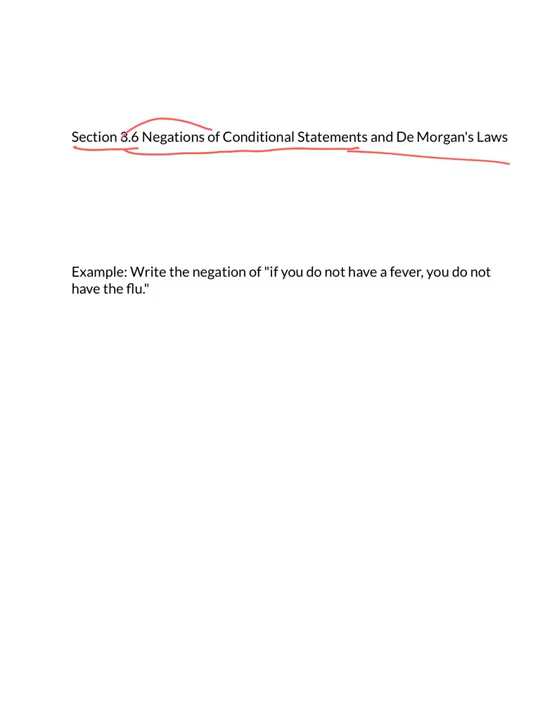 Section 3.6 Negations of Conditional Statements and De Morgan's Laws
Example: Write the negation of "if you do not have a fever, you do not
have the flu."